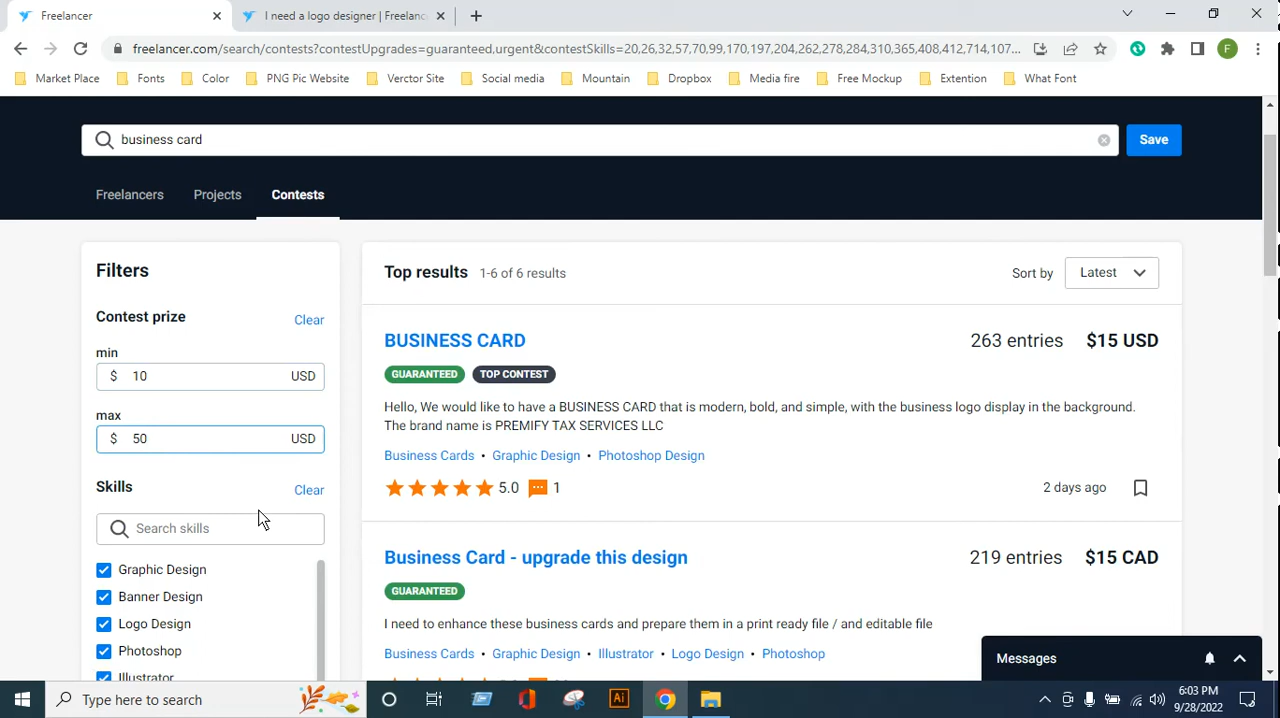 Freelancer
I need a logo designer | Freelanc
freelancer.com/search/contests?contestUpgrades=guaranteed,urgent&contestSkills=20,26,32,57,70,99,170,197,204,262,278,284,310,365,408,412,714,107...
F
Market Place
Fonts
Color
PNG Pic Website
Verctor Site
Social media
Mountain
Dropbox
Media fire
Free Mockup
Extention
What Font
business card
Save
Freelancers
Projects
Contests
Filters
Contest prize
Clear
min
$ 10 USD
max
$ 50 USD
Skills
Clear
Search skills
Graphic Design
Banner Design
Logo Design
Photoshop
Illustrator
Top results 1-6 of 6 results
Sort by Latest
BUSINESS CARD 263 entries $15 USD
GUARANTEED TOP CONTEST
Hello, We would like to have a BUSINESS CARD that is modern, bold, and simple, with the business logo display in the background.
The brand name is PREMIFY TAX SERVICES LLC
Business Cards • Graphic Design • Photoshop Design
5.0 1
2 days ago
Business Card - upgrade this design 219 entries $15 CAD
GUARANTEED
I need to enhance these business cards and prepare them in a print ready file / and editable file
Business Cards • Graphic Design • Illustrator • Logo Design • Photoshop
Messages
Type here to search
Ai
6:03 PM
9/28/2022